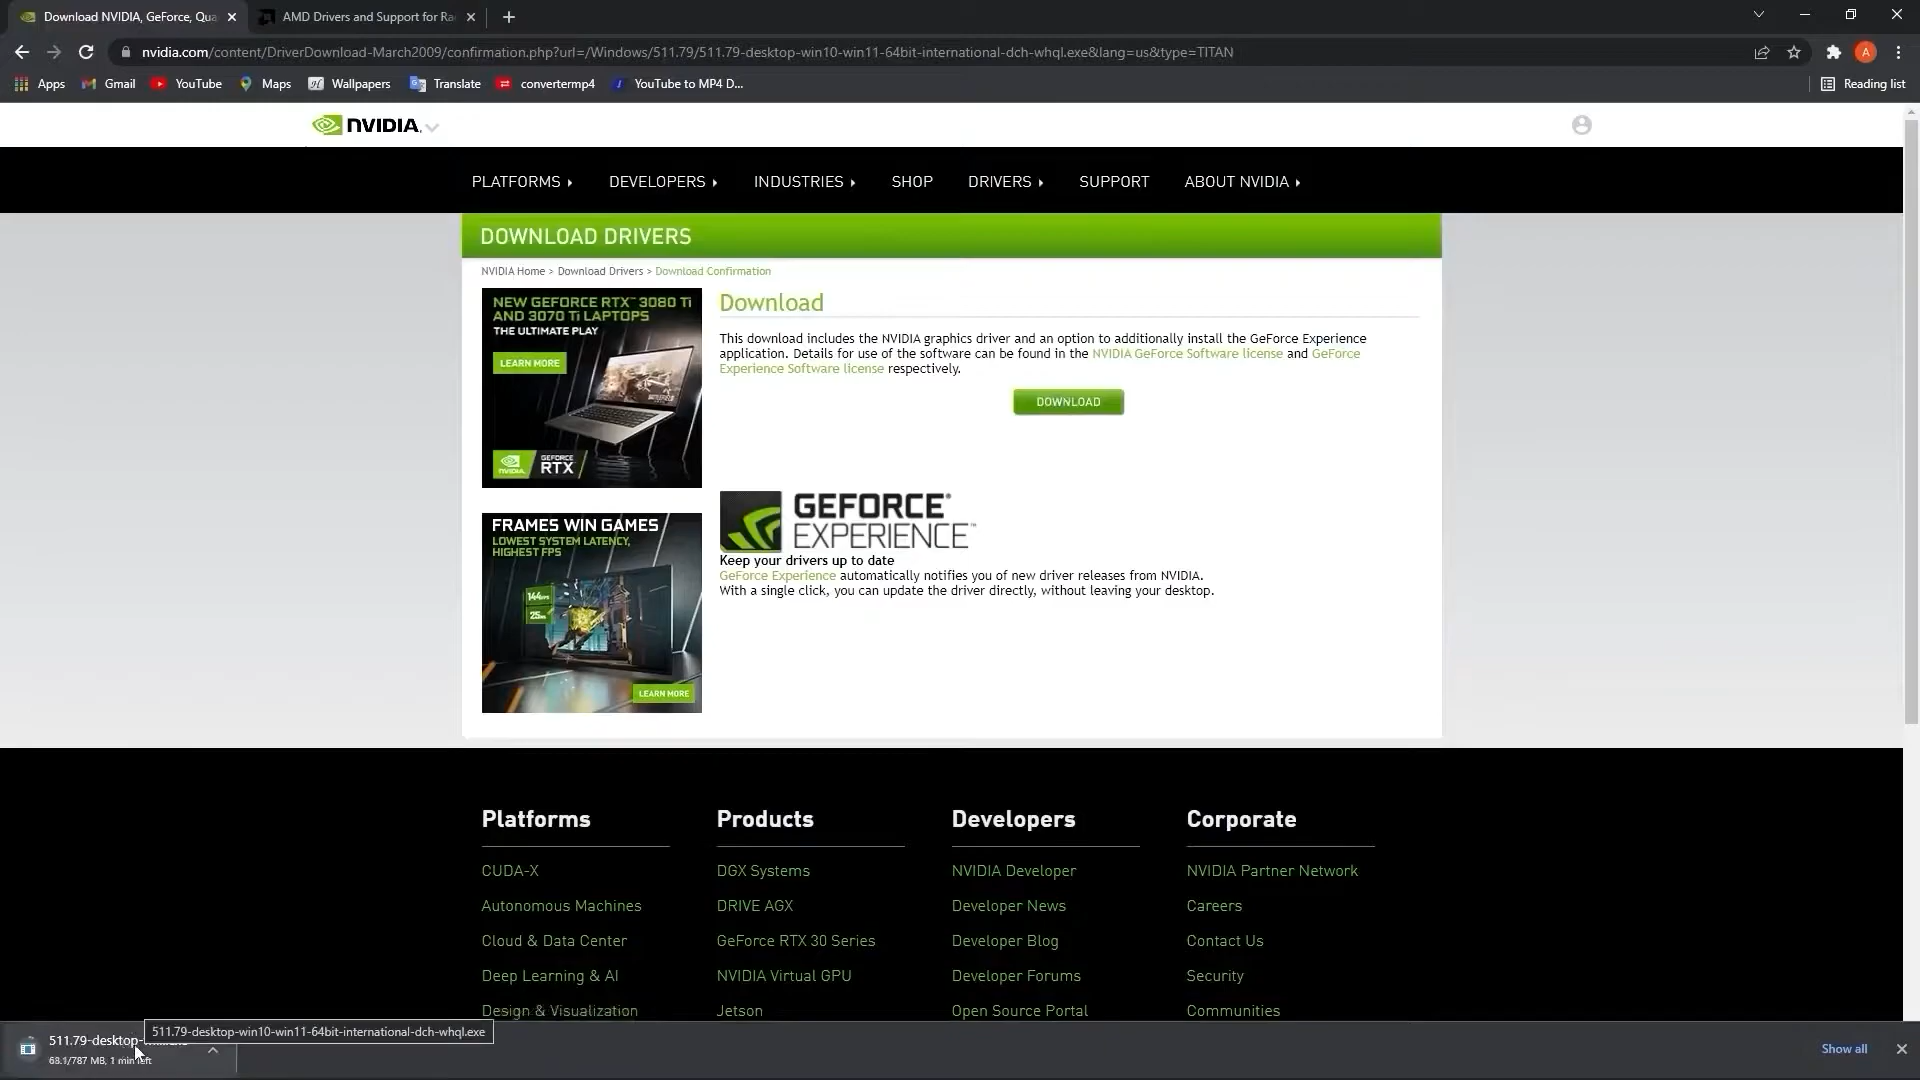 Download NVIDIA, GeForce, Qua
AMD Drivers and Support for Ra
nvidia.com/content/DriverDownload-March2009/confirmation.php?url=/Windows/511.79/511.79-desktop-win10-win11-64bit-international-dch-whql.exe&lang=us&type=TITAN
A
Apps
Gmail
YouTube
Maps
Wallpapers
Translate
convertermp4
YouTube to MP4 D...
Reading list
NVIDIA.
PLATFORMS
DEVELOPERS
INDUSTRIES
SHOP
DRIVERS
SUPPORT
ABOUT NVIDIA
DOWNLOAD DRIVERS
NVIDIA Home > Download Drivers > Download Confirmation
NEW GEFORCE RTX™ 3080 Ti
AND 3070 Ti LAPTOPS
THE ULTIMATE PLAY
LEARN MORE
NVIDIA
GEFORCE
RTX
Download
This download includes the NVIDIA graphics driver and an option to additionally install the GeForce Experience
application. Details for use of the software can be found in the NVIDIA GeForce Software license and GeForce
Experience Software license respectively.
DOWNLOAD
FRAMES WIN GAMES
LOWEST SYSTEM LATENCY,
HIGHEST FPS
144FPS
25ms
LEARN MORE
GEFORCE®
EXPERIENCE™
Keep your drivers up to date
GeForce Experience automatically notifies you of new driver releases from NVIDIA.
With a single click, you can update the driver directly, without leaving your desktop.
Platforms
CUDA-X
Autonomous Machines
Cloud & Data Center
Deep Learning & AI
Design & Visualization
Products
DGX Systems
DRIVE AGX
GeForce RTX 30 Series
NVIDIA Virtual GPU
Jetson
Developers
NVIDIA Developer
Developer News
Developer Blog
Developer Forums
Open Source Portal
Corporate
NVIDIA Partner Network
Careers
Contact Us
Security
Communities
511.79-desktop-win10-win11-64bit-international-dch-whql.exe
511.79-desktop-
68.1/787 MB, 1 min left
Show all